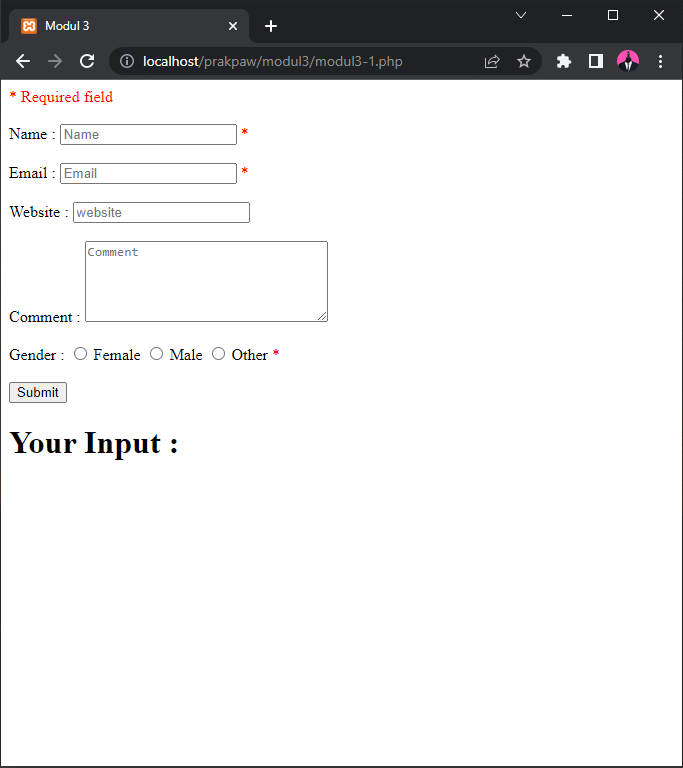 Modul 3
localhost/prakpaw/modul3/modul3-1.php
* Required field
Name : Name *
Email : Email *
Website : website
Comment
Comment :
Gender : Female Male Other *
Submit
Your Input :